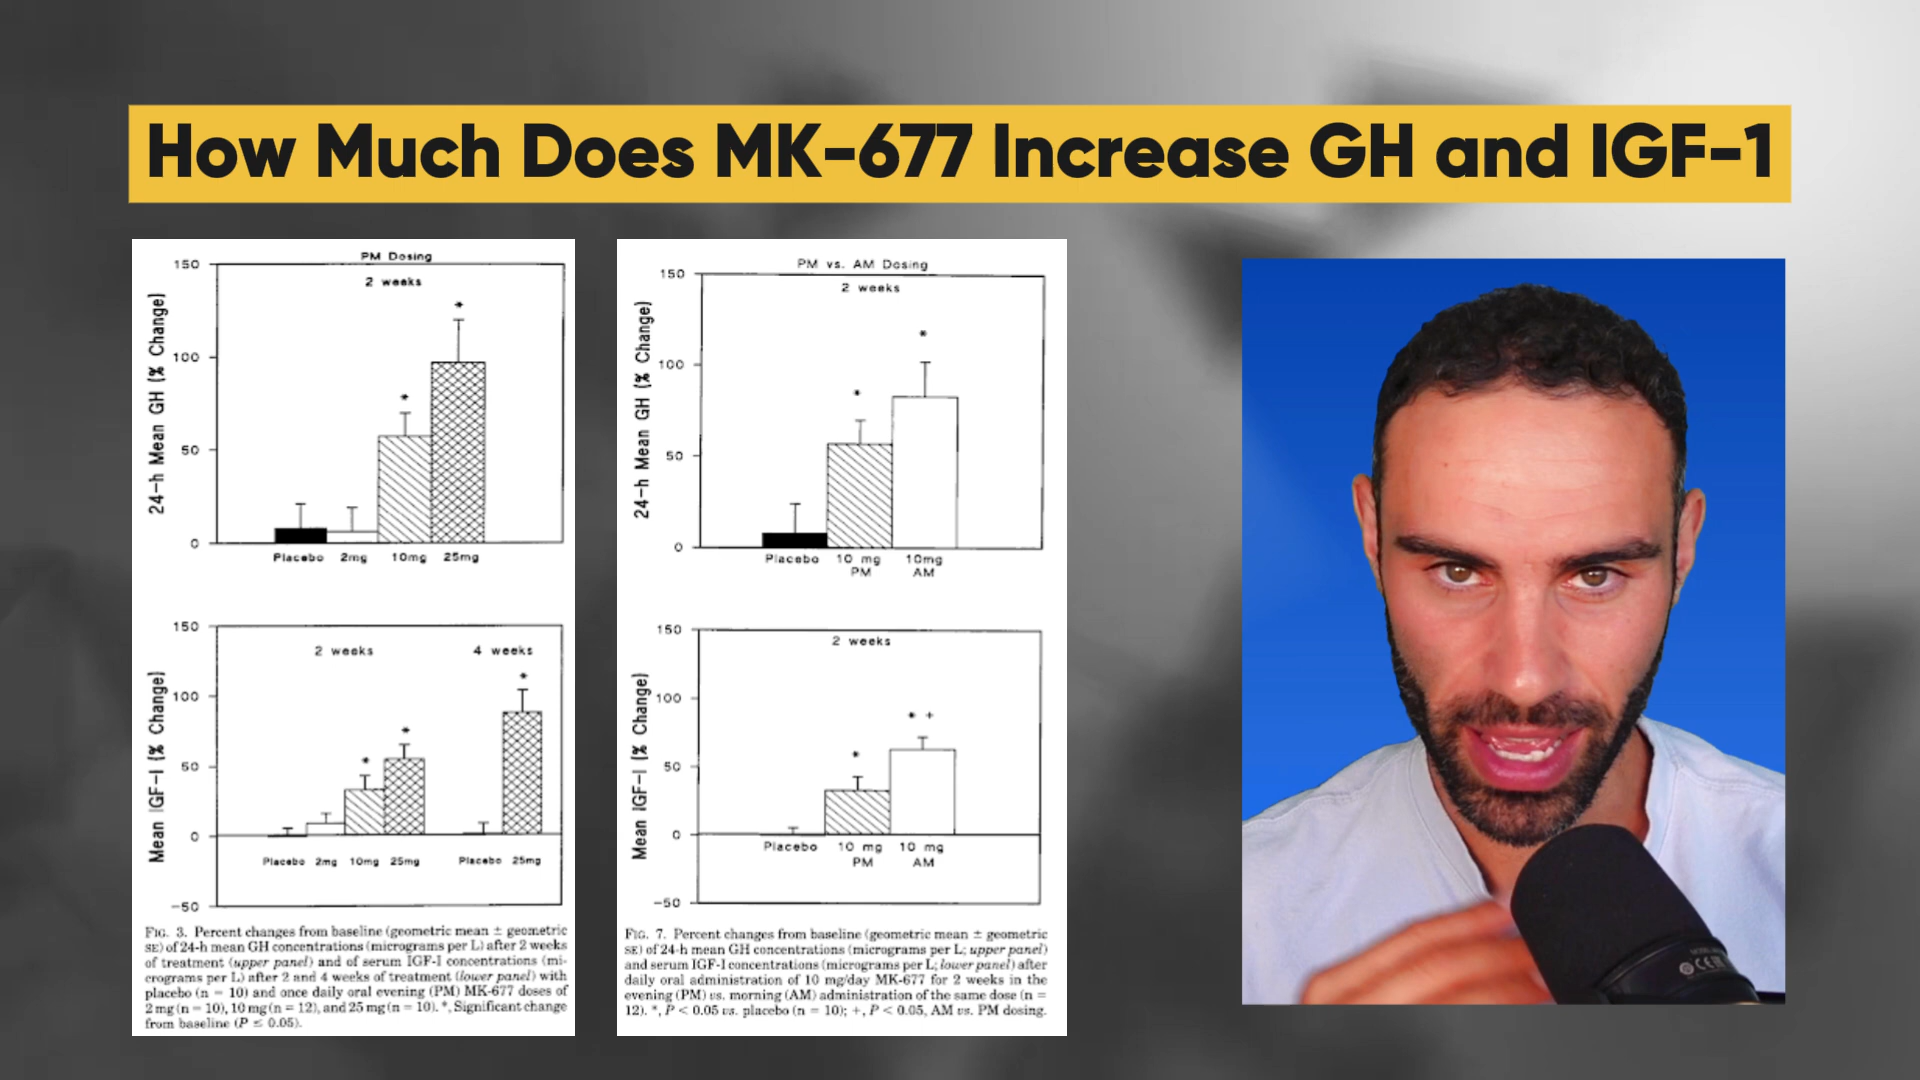 How Much Does MK-677 Increase GH and IGF-1
PM Dosing
2 weeks
150
100
50
0
24-h Mean GH (% Change)
*
*
Placebo 2mg 10mg 25mg
150
100
50
0
-50
Mean IGF-I (% Change)
2 weeks 4 weeks
*
*
*
Placebo 2mg 10mg 25mg Placebo 25mg
FIG. 3. Percent changes from baseline (geometric mean ± geometric
SE) of 24-h mean GH concentrations (micrograms per L) after 2 weeks
of treatment (upper panel) and of serum IGF-I concentrations (mi-
crograms per L) after 2 and 4 weeks of treatment (lower panel) with
placebo (n = 10) and once daily oral evening (PM) MK-677 doses of
2 mg (n = 10), 10 mg (n = 12), and 25 mg (n = 10). *, Significant change
from baseline (P ≤ 0.05).
PM vs. AM Dosing
2 weeks
150
100
50
0
24-h Mean GH (% Change)
*
*
Placebo 10 mg 10mg
PM AM
150
100
50
0
-50
Mean IGF-I (% Change)
2 weeks
* +
*
Placebo 10 mg 10 mg
PM AM
FIG. 7. Percent changes from baseline (geometric mean ± geometric
SE) of 24-h mean GH concentrations (micrograms per L; upper panel)
and serum IGF-I concentrations (micrograms per L; lower panel) after
daily oral administration of 10 mg/day MK-677 for 2 weeks in the
evening (PM) vs. morning (AM) administration of the same dose (n =
12). *, P < 0.05 vs. placebo (n = 10); +, P < 0.05, AM vs. PM dosing.